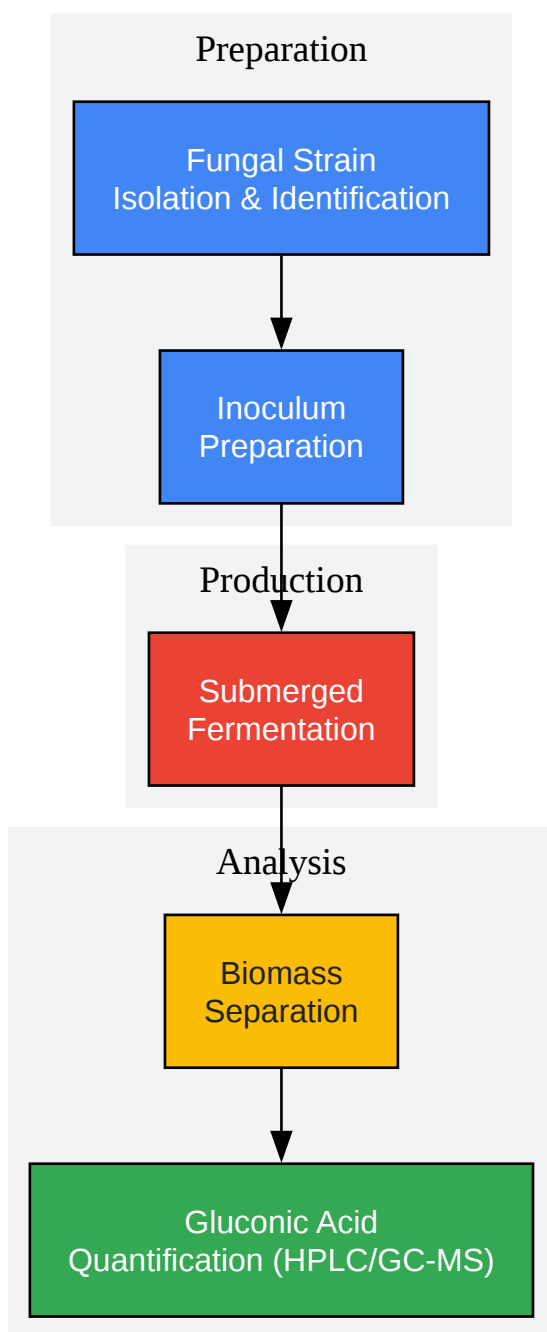 Preparation
Fungal Strain
Isolation & Identification
Inoculum
Preparation
Production
Submerged
Fermentation
Analysis
Biomass
Separation
Gluconic Acid
Quantification (HPLC/GC-MS)